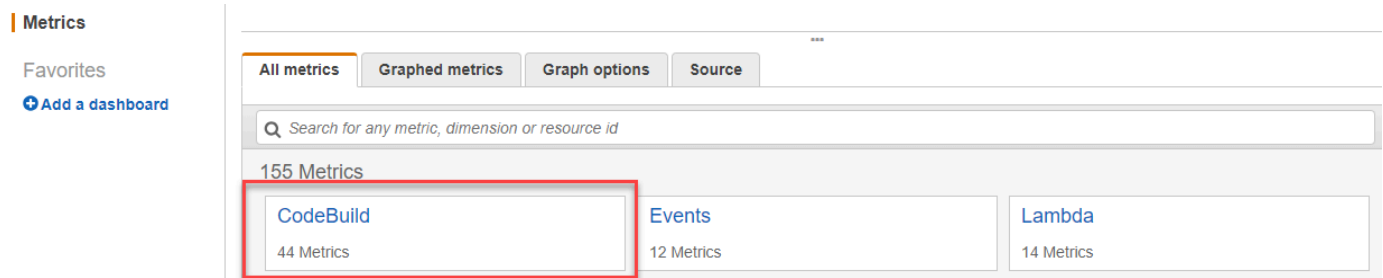 Metrics
Favorites
Add a dashboard
All metrics Graphed metrics Graph options Source
Search for any metric, dimension or resource id
155 Metrics
CodeBuild Events Lambda
44 Metrics 12 Metrics 14 Metrics